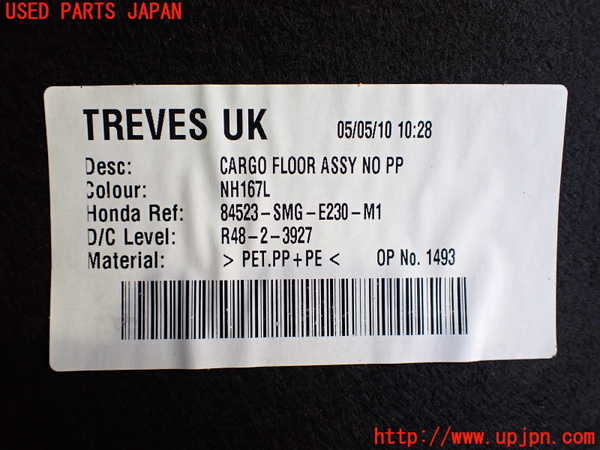 USED PARTS JAPAN
TREVES UK 05/05/10 10:28
Desc: CARGO FLOOR ASSY NO PP
Colour: NH167L
Honda Ref: 84523-SMG-E230-M1
D/C Level: R48-2-3927
Material: > PET.PP+PE < OP No. 1493
http://www.upjpn.com/